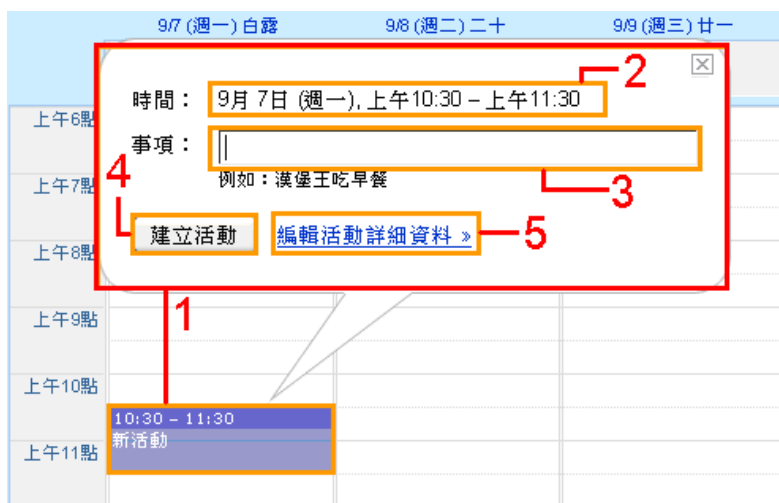 9/7 (週一) 白露 9/8 (週二) 二十 9/9 (週三) 廿一
2
時間： 9月 7日 (週一), 上午10:30 – 上午11:30
上午6點
事項：
4
例如：漢堡王吃早餐
3
上午7點
建立活動 編輯活動詳細資料 » 5
上午8點
1
上午9點
上午10點
10:30 – 11:30
新活動
上午11點